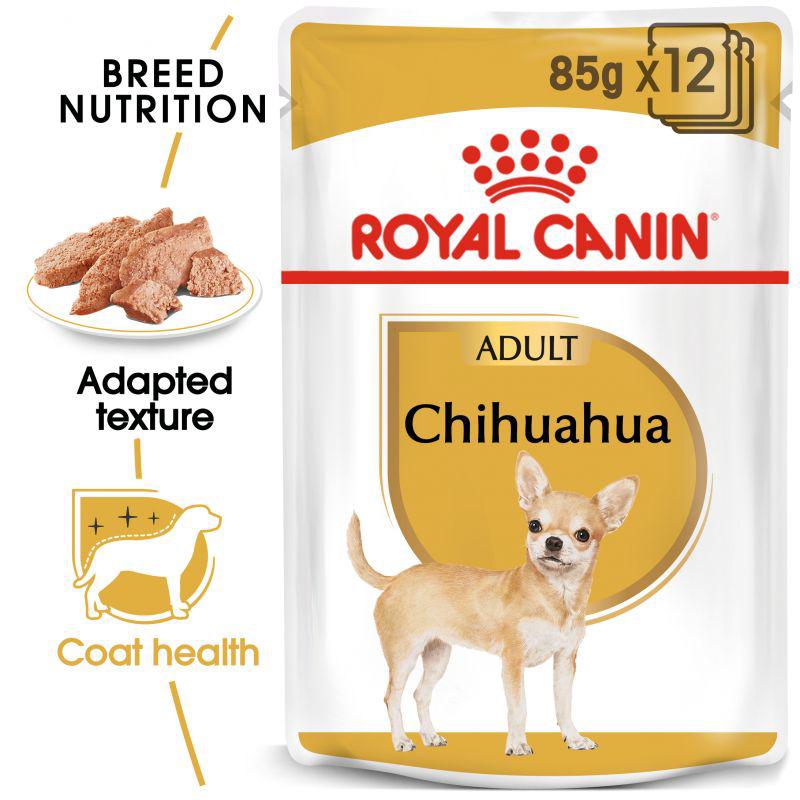 BREED
NUTRITION
Adapted
texture
Coat health
85g x12
ROYAL CANIN®
ADULT
Chihuahua